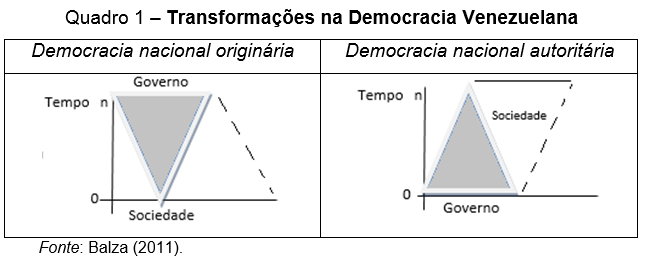 Quadro 1 – Transformações na Democracia Venezuelana
Democracia nacional originária
Democracia nacional autoritária
Governo
Tempo n
0
Sociedade
Tempo n
Sociedade
0
Governo
Fonte: Balza (2011).